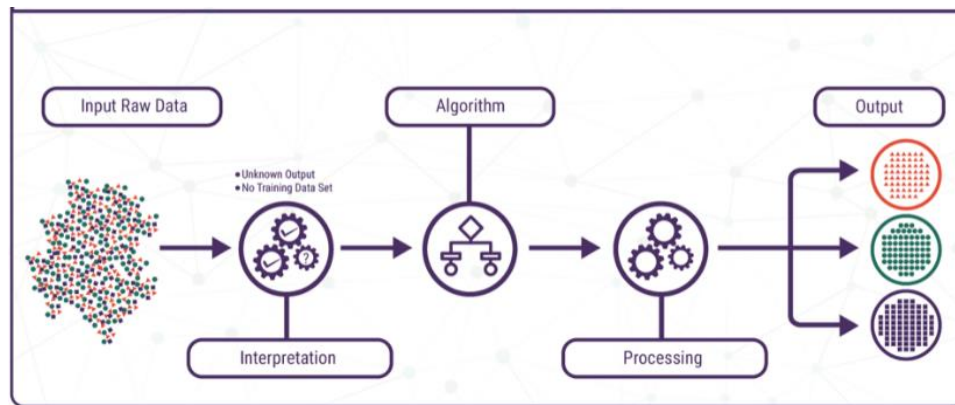 Input Raw Data
Algorithm
Output
• Unknown Output
• No Training Data Set
?
Interpretation
Processing